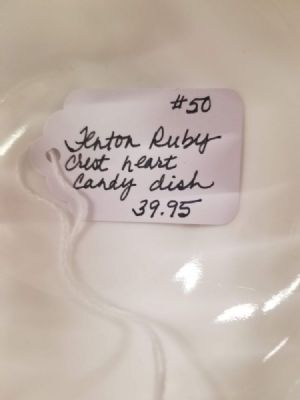 #50
Fenton Ruby
Crest heart
candy dish
39.95